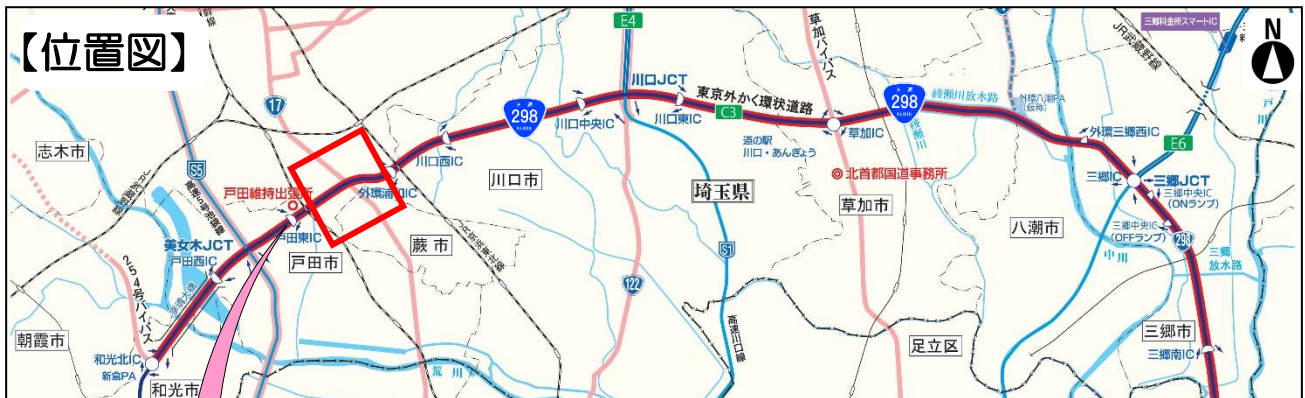 【位置図】
N
三郷料金所スマートIC
JR武蔵野線
E4
草加バイパス
17
298
ROUTE
川口JCT
東京外かく環状道路
C3
川口中央IC
川口東IC
298
ROUTE
綾瀬川放水路
綾瀬川
外環八潮PA
(仮称)
外環三郷西IC
E6
志木市
S5
川口西IC
道の駅
川口・あんぎょう
草加IC
戸田維持出張所
外環浦和IC
川口市
埼玉県
北首都国道事務所
草加市
三郷IC
三郷JCT
三郷中央IC
(ONランプ)
美女木JCT
戸田西IC
戸田東IC
戸田市
蕨市
S1
八潮市
三郷中央IC
(OFFランプ)
298
中川
三郷
放水路
254号バイパス
122
朝霞市
和光北IC
新倉PA
和光市
荒川
高速川口線
足立区
三郷市
三郷南IC